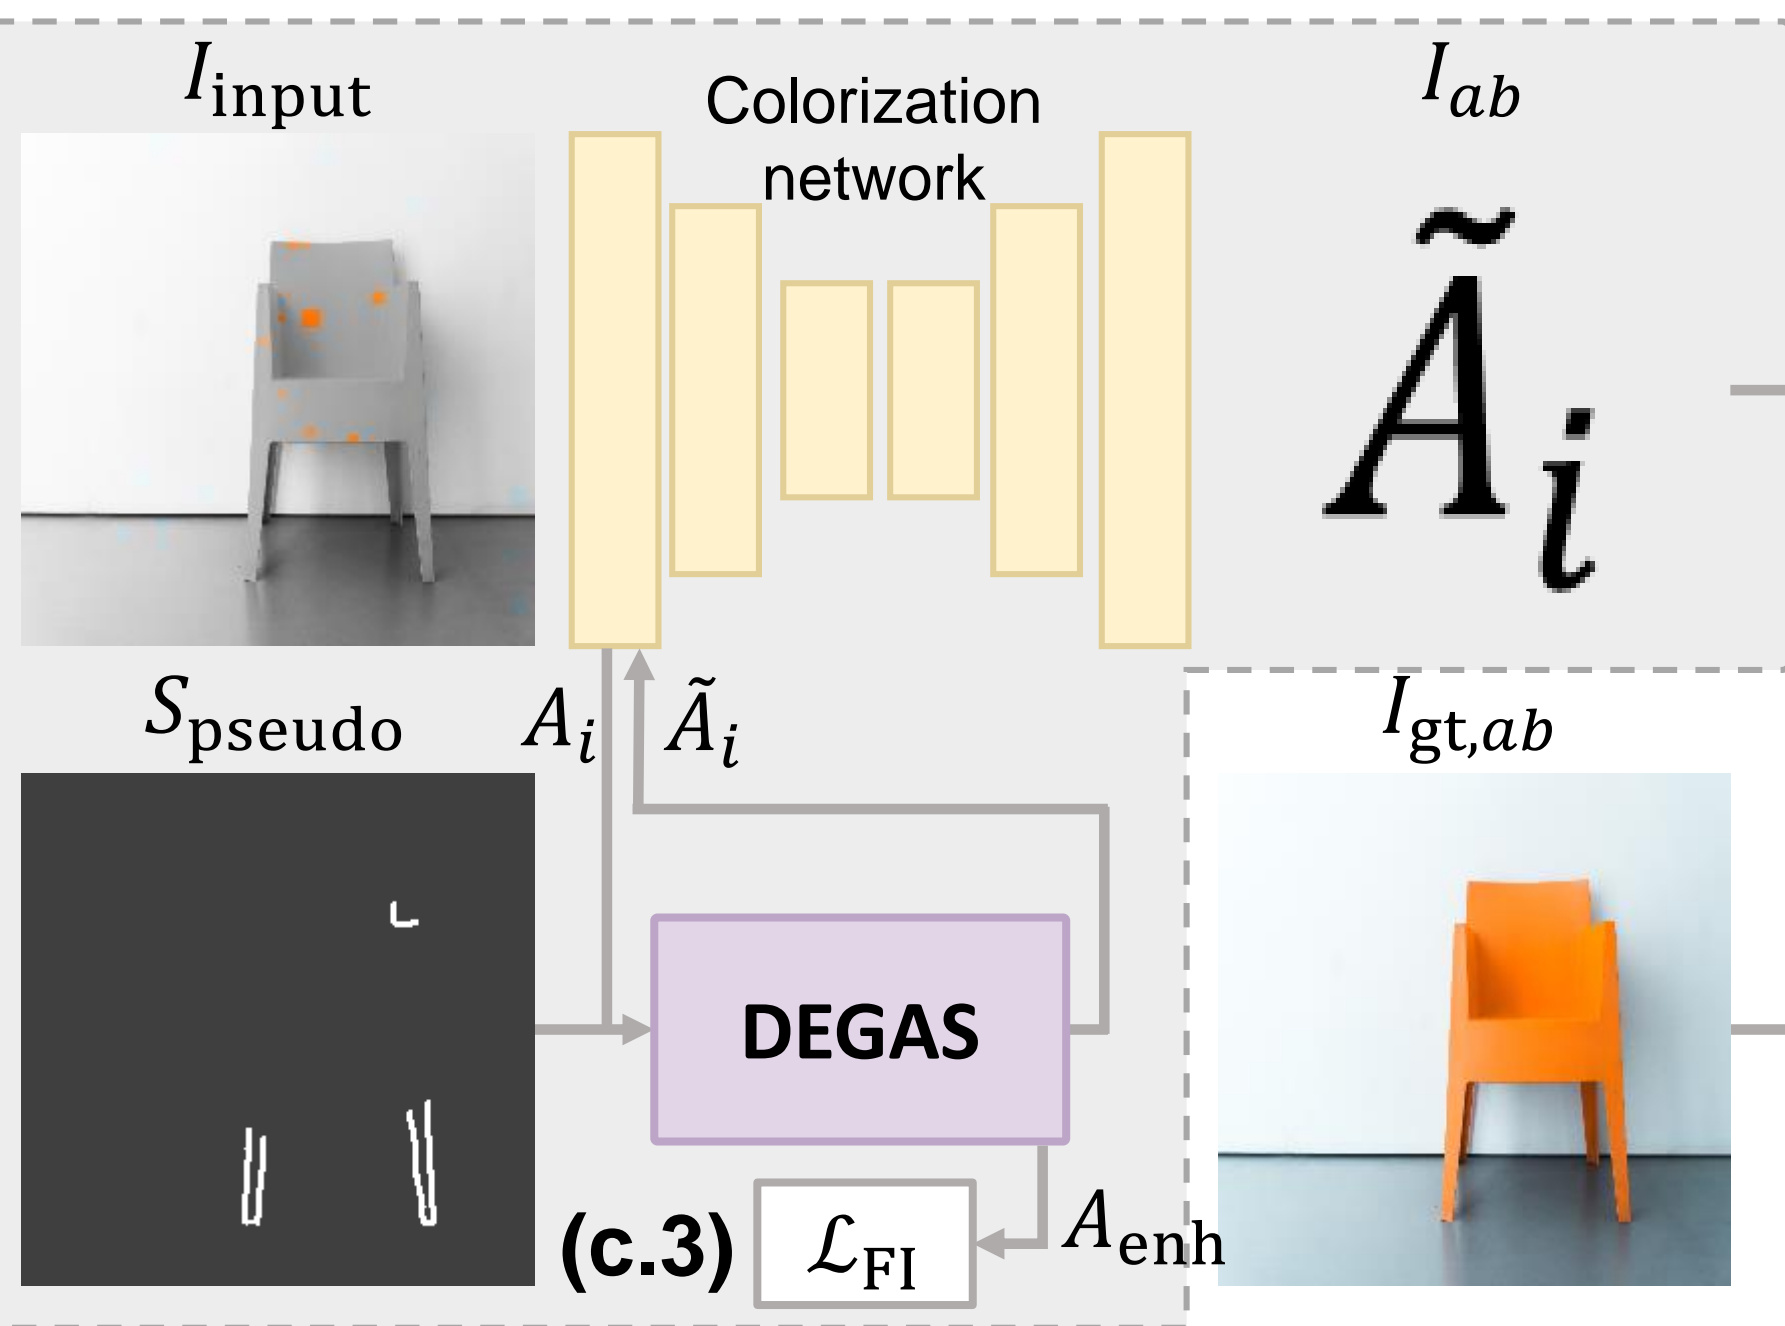 I_input
Colorization
network
I_ab
Ã_i
S_pseudo
A_i
Ã_i
I_gt,ab
DEGAS
(c.3)
ℒ_FI
A_enh